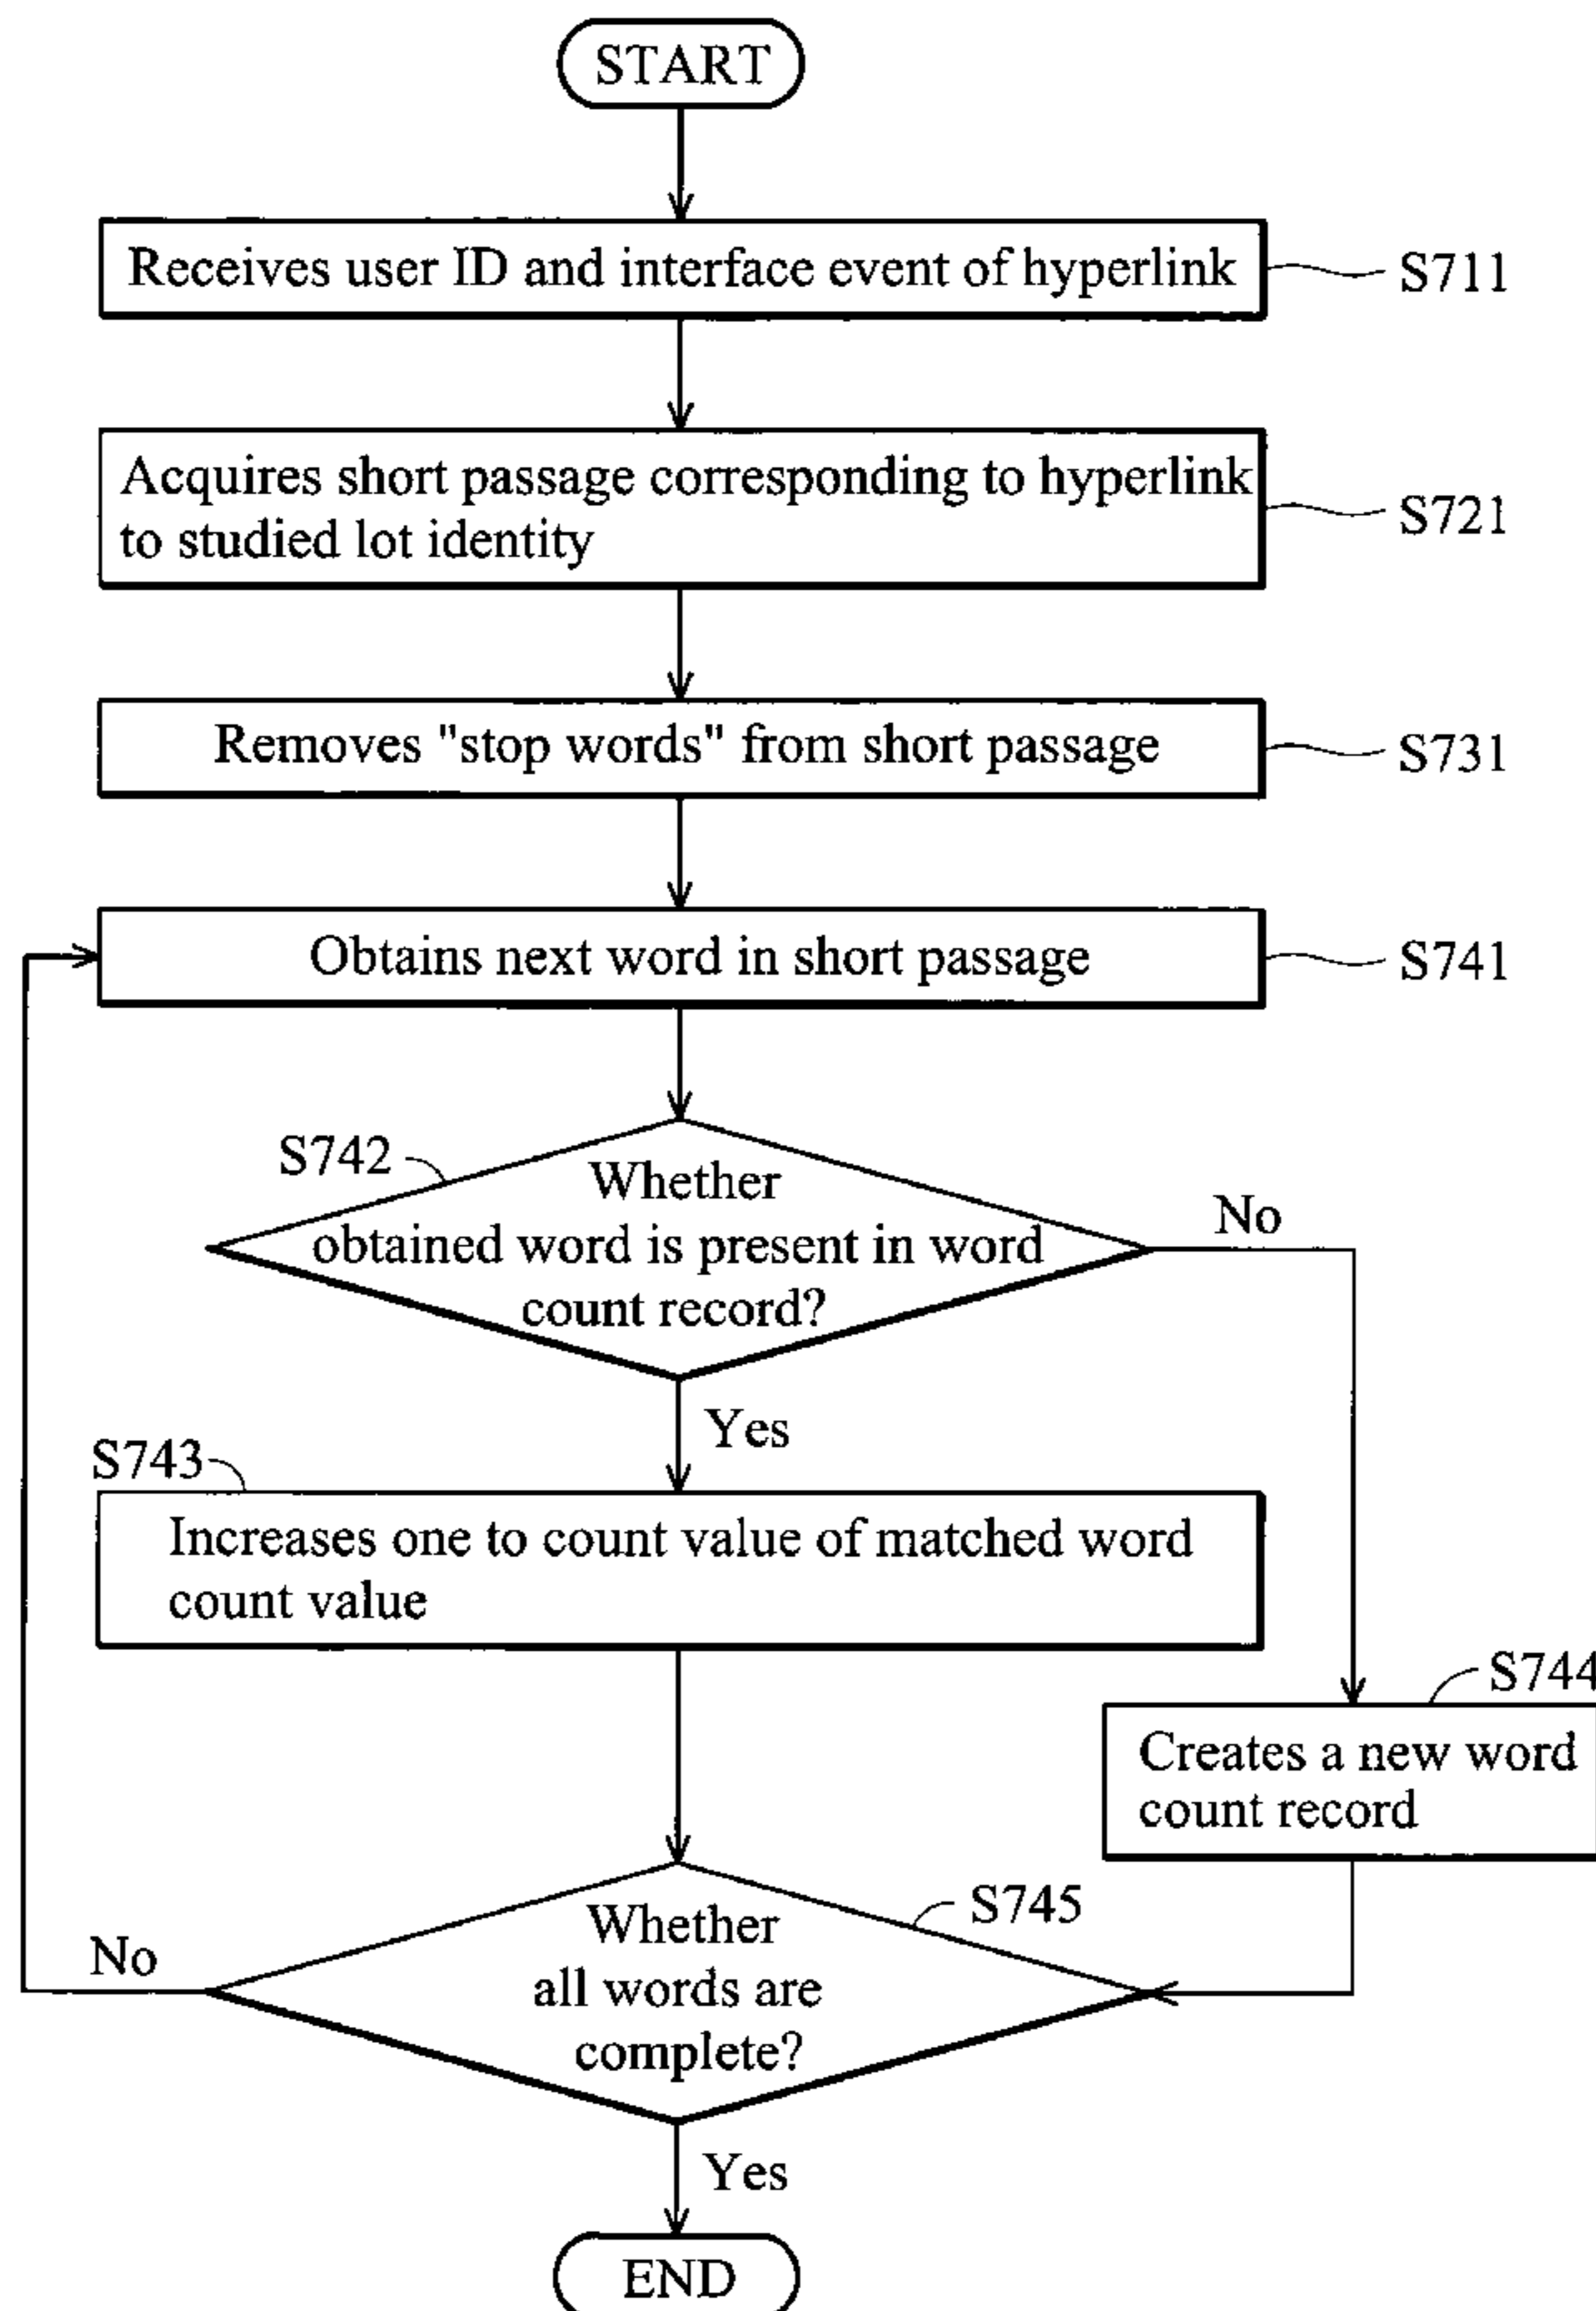 START
Receives user ID and interface event of hyperlink
S711
Acquires short passage corresponding to hyperlink
to studied lot identity
S721
Removes "stop words" from short passage
S731
Obtains next word in short passage
S741
S742
Whether
obtained word is present in word
count record?
No
Yes
S743
Increases one to count value of matched word
count value
S744
Creates a new word
count record
S745
Whether
all words are
complete?
No
Yes
END